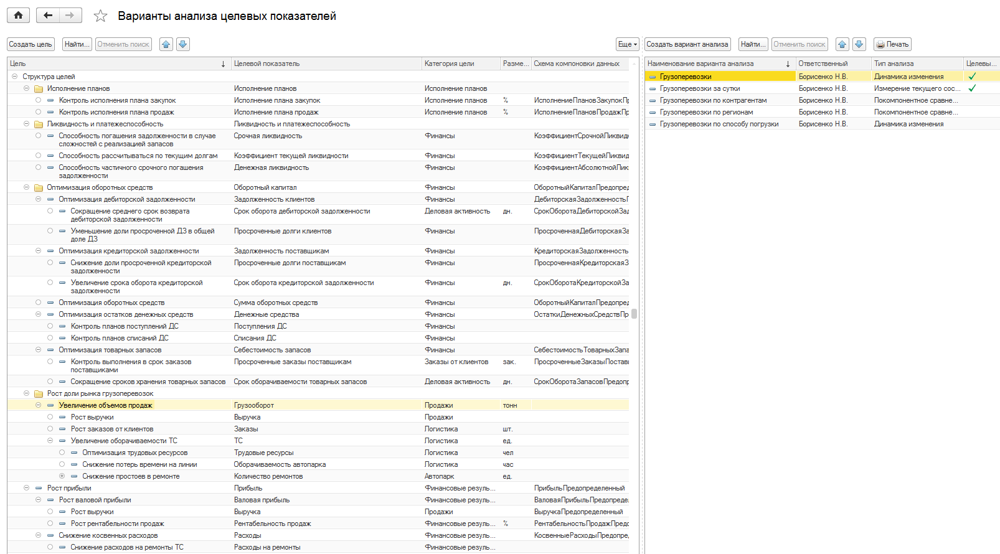 Варианты анализа целевых показателей
Создать цель Найти... Отменить поиск Еще
Цель Целевой показатель Категория цели Разме... Схема компоновки данных
Структура целей
Исполнение планов Исполнение планов Исполнение планов
Контроль исполнения плана закупок Исполнение плана закупок Исполнение планов % ИсполнениеПлановЗакупокПр
Контроль исполнения плана продаж Исполнение плана продаж Исполнение планов % ИсполнениеПлановПродажПр
Ликвидность и платежеспособность Ликвидность и платежеспособность
Способность погашения задолженности в случае Срочная ликвидность Финансы КоэффициентСрочнойЛиквидн
сложностей с реализацией запасов
Способность рассчитываться по текущим долгам Коэффициент текущей ликвидности Финансы КоэффициентТекущейЛиквид
Способность частичного срочного погашения Денежная ликвидность Финансы КоэффициентАбсолютнойЛик
задолженности
Оптимизация оборотных средств Оборотный капитал Финансы ОборотныйКапиталПредопред
Оптимизация дебиторской задолженности Задолженность клиентов Финансы ДебиторскаяЗадолженностьП
Сокращение среднего срок возврата Срок оборота дебиторской задолженности Деловая активность дн. СрокОборотаДебиторскойЗад
дебиторской задолженности
Уменьшение доли просроченной ДЗ в общей Просроченные долги клиентов Финансы ПросроченнаяДебиторскаяЗа
доле ДЗ
Оптимизация кредиторской задолженности Задолженность поставщикам Финансы КредиторскаяЗадолженность
Снижение доли просроченной кредиторской Просроченные долги поставщикам Финансы ПросроченнаяКредиторскаяЗ
задолженности
Увеличение срока оборота кредиторской Срок оборота кредиторской задолженности Финансы дн. СрокОборотаКредиторскойЗа
задолженности
Оптимизация оборотных средств Сумма оборотных средств Финансы ОборотныйКапиталПредопред
Оптимизация остатков денежных средств Денежные средства Финансы ОстаткиДенежныхСредствПр
Контроль планов поступлений ДС Поступления ДС Финансы
Контроль планов списаний ДС Списания ДС Финансы
Оптимизация товарных запасов Себестоимость запасов Финансы СебестоимостьТоварныхЗапа
Контроль выполнения в срок заказов Просроченные заказы поставщикам Заказы от клиентов зак. ПросроченныеЗаказыПостави
поставщиками
Сокращение сроков хранения товарных запасов Срок оборачиваемости товарных запасов Деловая активность дн. СрокОборотаЗапасовПредопр
Рост доли рынка грузоперевозок
Увеличение объемов продаж Грузооборот Продажи тонн
Рост выручки Выручка Продажи
Рост заказов от клиентов Заказы Логистика шт.
Увеличение оборачиваемости ТС ТС Логистика ед.
Оптимизация трудовых ресурсов Трудовые ресурсы Логистика чел
Снижение потерь времени на линии Оборачиваемость автопарка Логистика час
Снижение простоев в ремонте Количество ремонтов Автопарк ед.
Рост прибыли Прибыль Финансовые резуль... ПрибыльПредопределенный
Рост валовой прибыли Валовая прибыль Финансовые резуль... ВаловаяПрибыльПредопреде
Рост выручки Выручка Продажи ВыручкаПредопределенный
Рост рентабельности продаж Рентабельность продаж Финансовые резуль... % РентабельностьПродажПредо
Снижение косвенных расходов Расходы Финансовые резуль... КосвенныеРасходыПредопред
Снижение расходов на ремонты ТС Расходы на ремонты Финансовые резуль...
Создать вариант анализа Найти... Отменить поиск Печать
Наименование варианта анализа Ответственный Тип анализа Целевы...
Грузоперевозки Борисенко Н.В. Динамика изменения
Грузоперевозки за сутки Борисенко Н.В. Измерение текущего сос...
Грузоперевозки по контрагентам Борисенко Н.В. Покомпонентное сравне...
Грузоперевозки по регионам Борисенко Н.В. Покомпонентное сравне...
Грузоперевозки по способу погрузки Борисенко Н.В. Динамика изменения